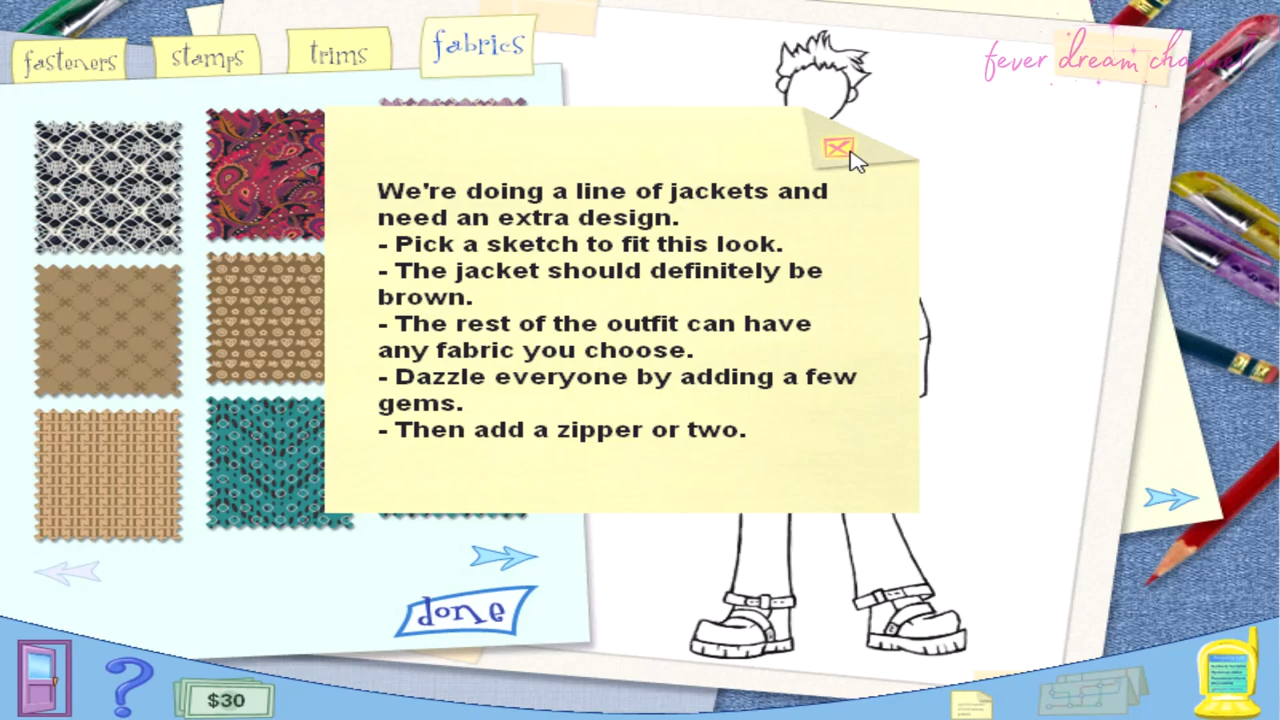 fasteners
stamps
trims
fabrics
fever dream channel
We're doing a line of jackets and
need an extra design.
- Pick a sketch to fit this look.
- The jacket should definitely be
brown.
- The rest of the outfit can have
any fabric you choose.
- Dazzle everyone by adding a few
gems.
- Then add a zipper or two.
done
$30